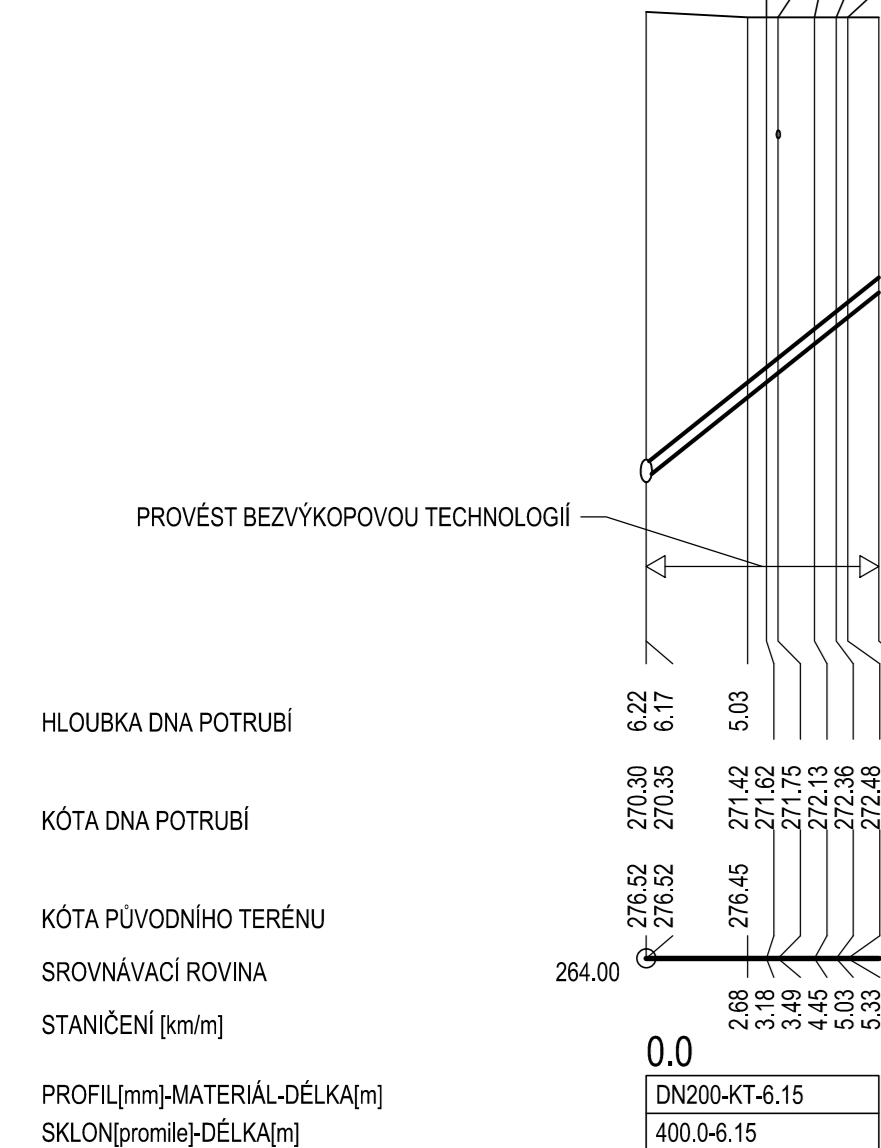 PROVÉST BEZVÝKOPOVOU TECHNOLOGIÍ
HLOUBKA DNA POTRUBÍ 6.22 6.17 5.03
KÓTA DNA POTRUBÍ 270.30 270.35 271.42 271.62 271.75 272.13 272.36 272.48
KÓTA PŮVODNÍHO TERÉNU 276.52 276.52 276.45
SROVNÁVACÍ ROVINA 264.00
STANIČENÍ [km/m] 2.68 3.18 3.49 4.45 5.03 5.33
0.0
PROFIL[mm]-MATERIÁL-DÉLKA[m] DN200-KT-6.15
SKLON[promile]-DÉLKA[m] 400.0-6.15